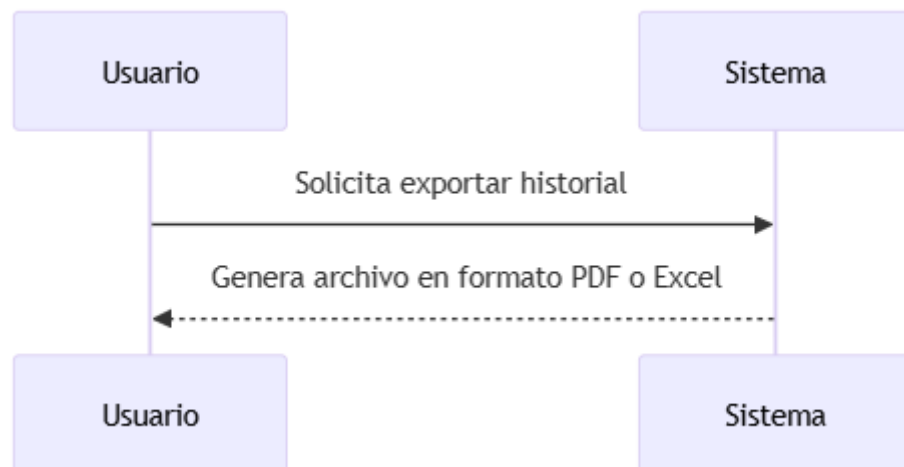 Usuario
Sistema
Solicita exportar historial
Genera archivo en formato PDF o Excel
Usuario
Sistema